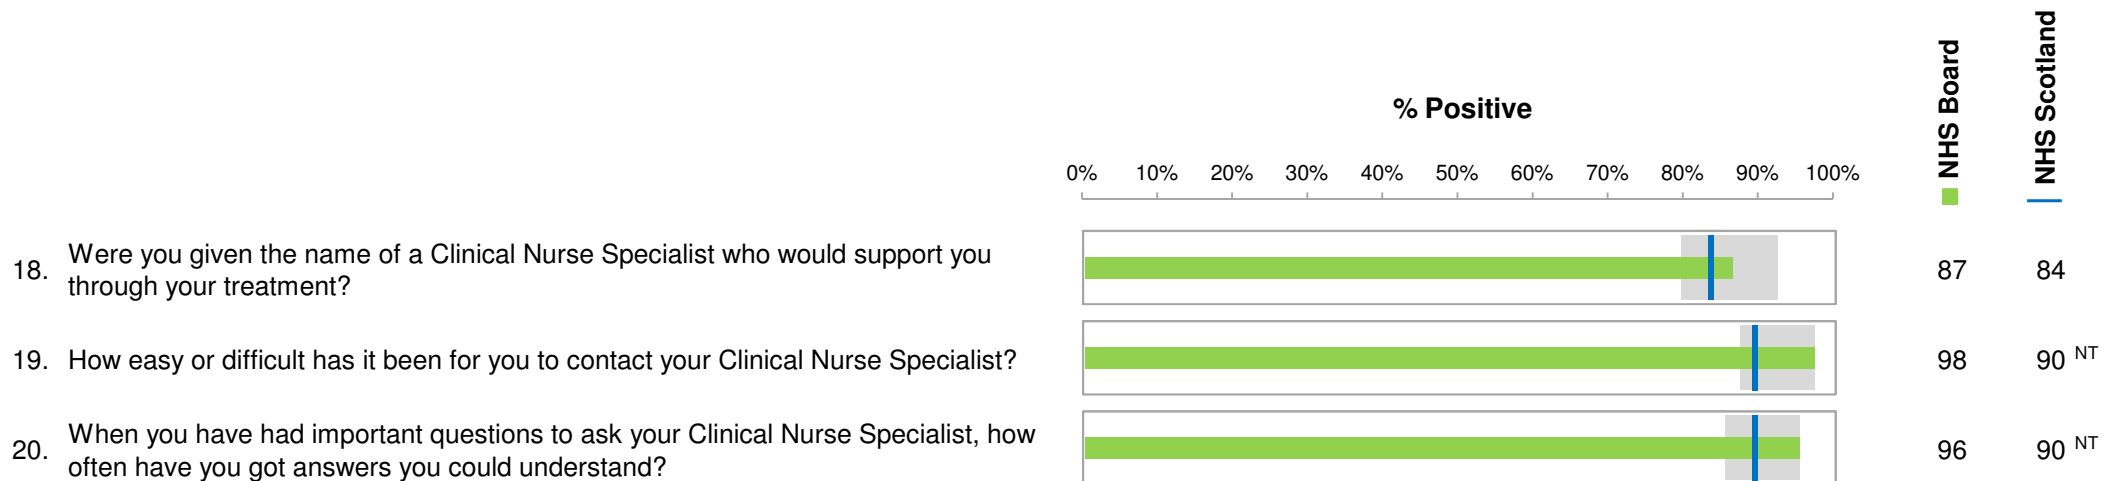 NHS Board
NHS Scotland
% Positive
0% 10% 20% 30% 40% 50% 60% 70% 80% 90% 100%
18. Were you given the name of a Clinical Nurse Specialist who would support you
through your treatment?
87 84
19. How easy or difficult has it been for you to contact your Clinical Nurse Specialist? 98 90 NT
20. When you have had important questions to ask your Clinical Nurse Specialist, how
often have you got answers you could understand?
96 90 NT